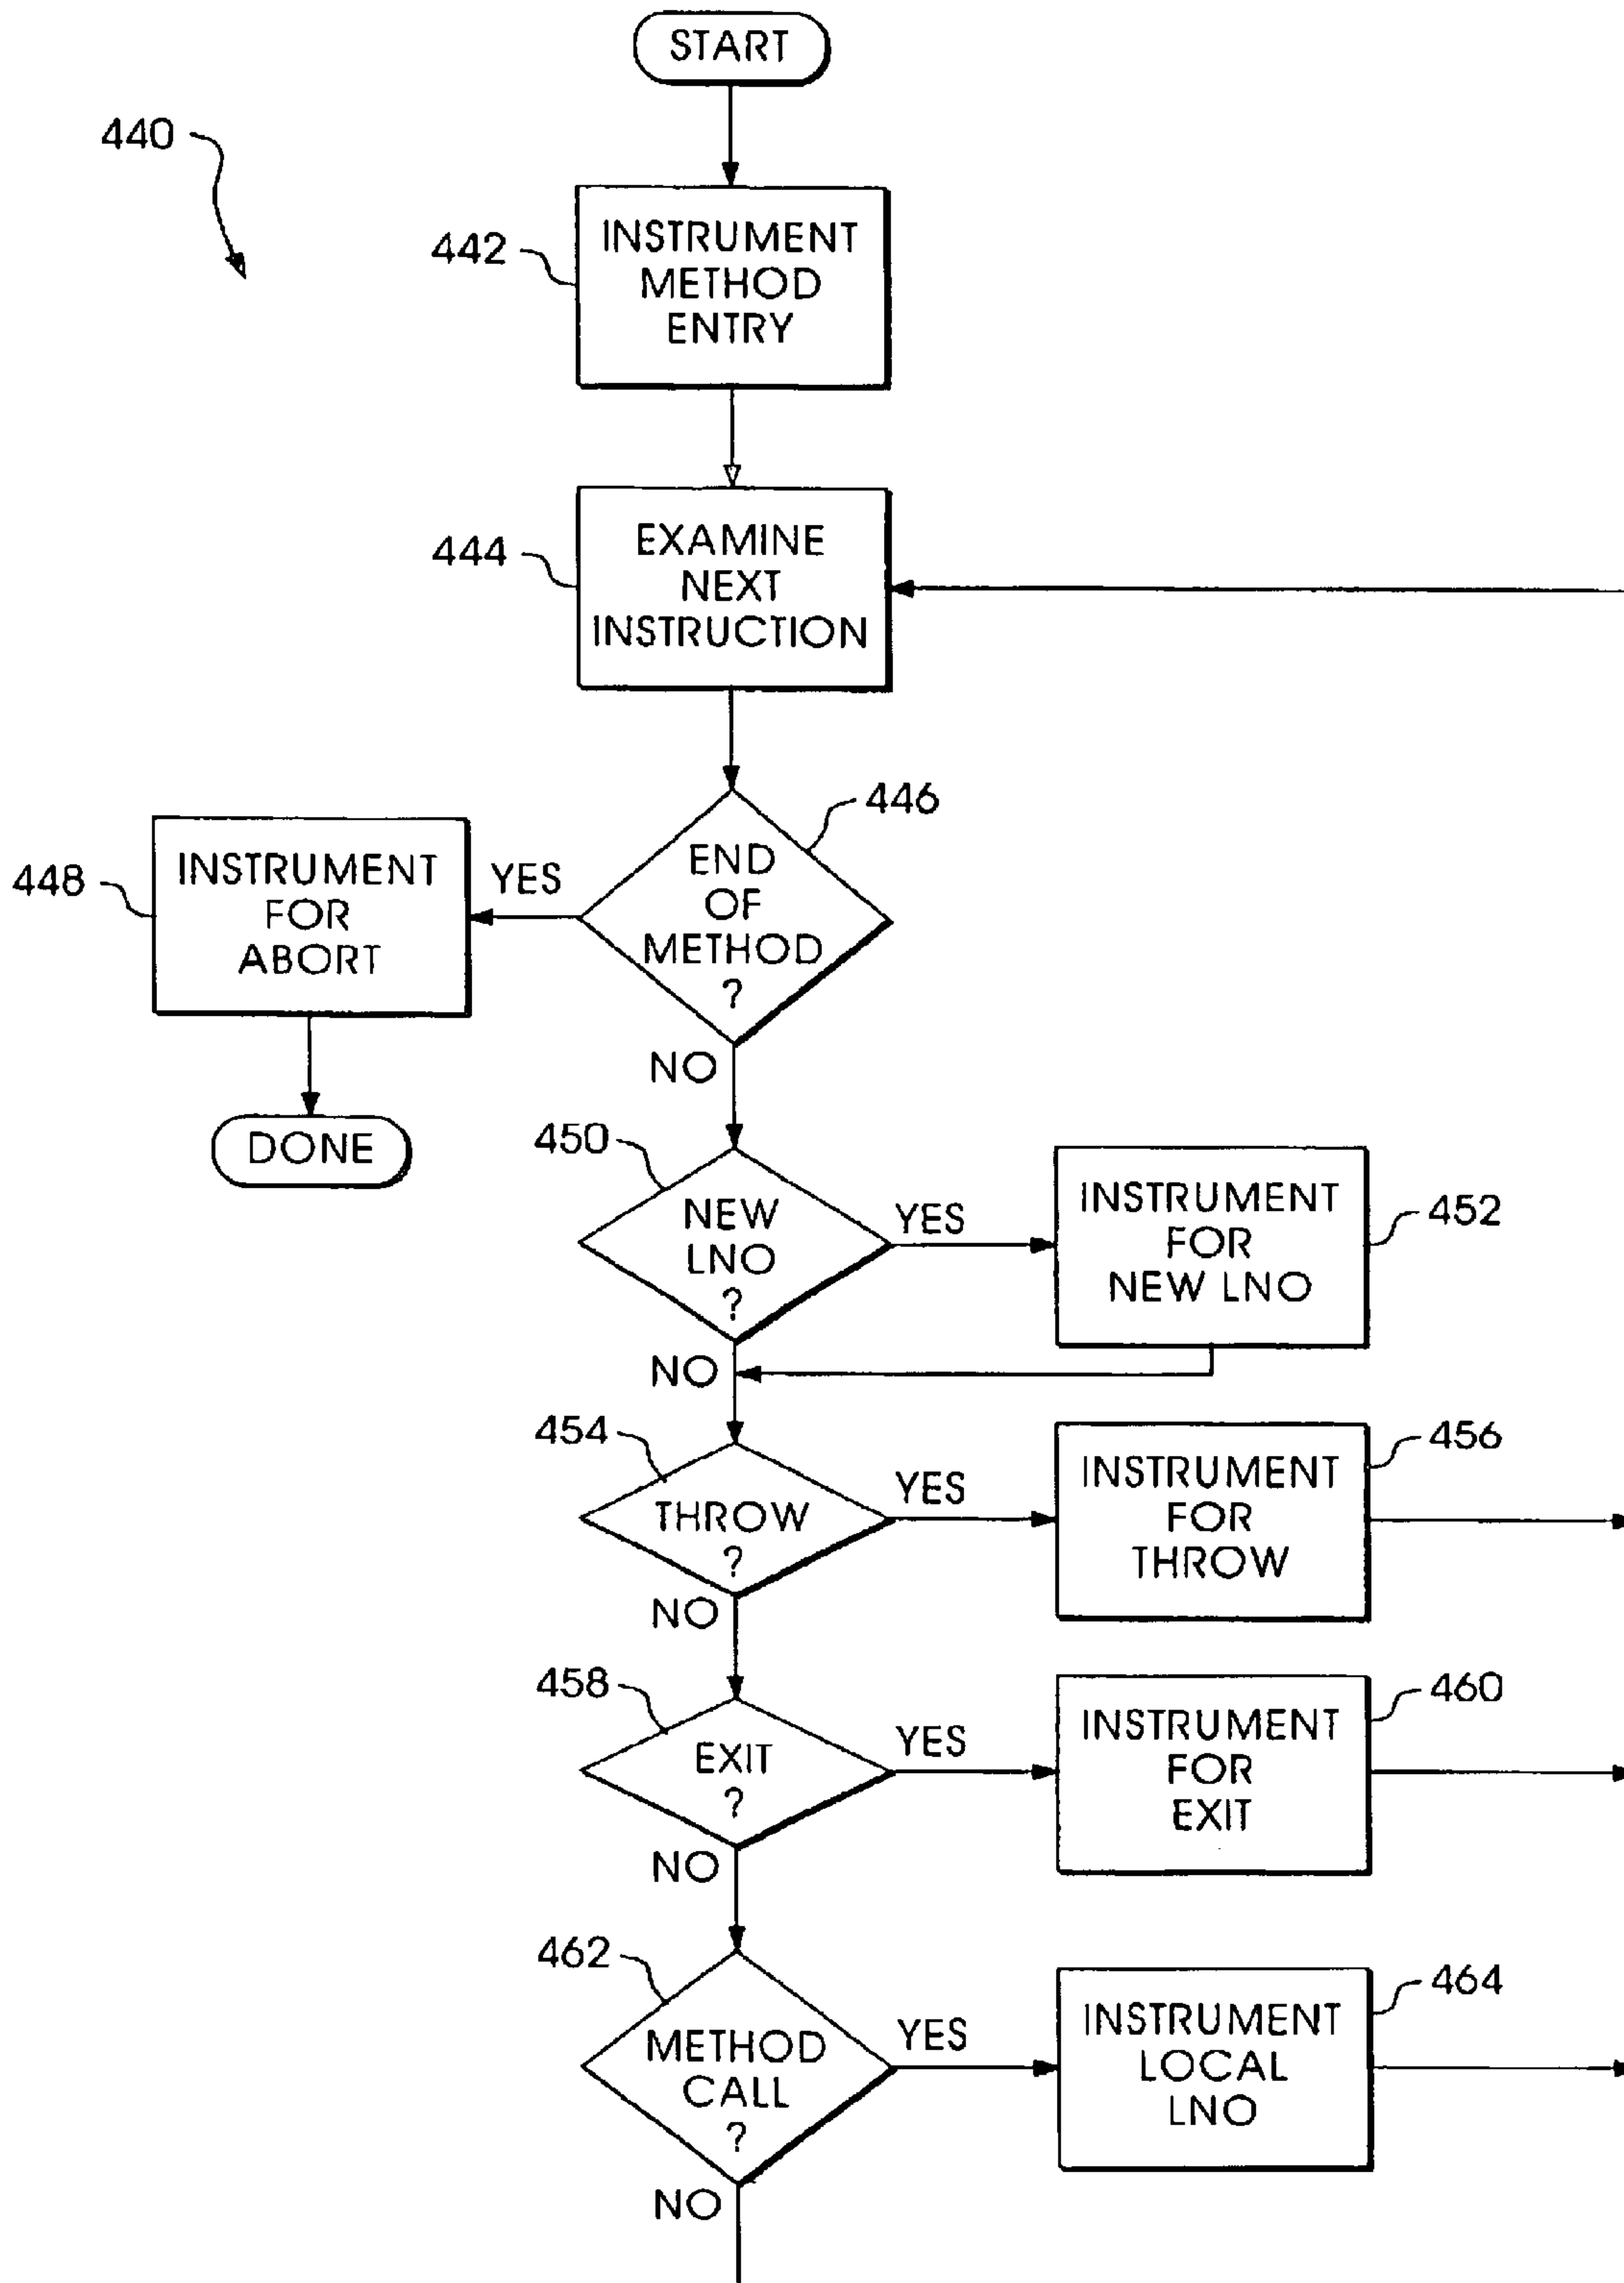 START
440
442
INSTRUMENT
METHOD
ENTRY
444
EXAMINE
NEXT
INSTRUCTION
446
END
OF
METHOD
?
YES
448
INSTRUMENT
FOR
ABORT
DONE
NO
450
NEW
LNO
?
YES
INSTRUMENT
FOR
NEW LNO
452
NO
454
THROW
?
YES
INSTRUMENT
FOR
THROW
456
NO
458
EXIT
?
YES
INSTRUMENT
FOR
EXIT
460
NO
462
METHOD
CALL
?
YES
INSTRUMENT
LOCAL
LNO
464
NO